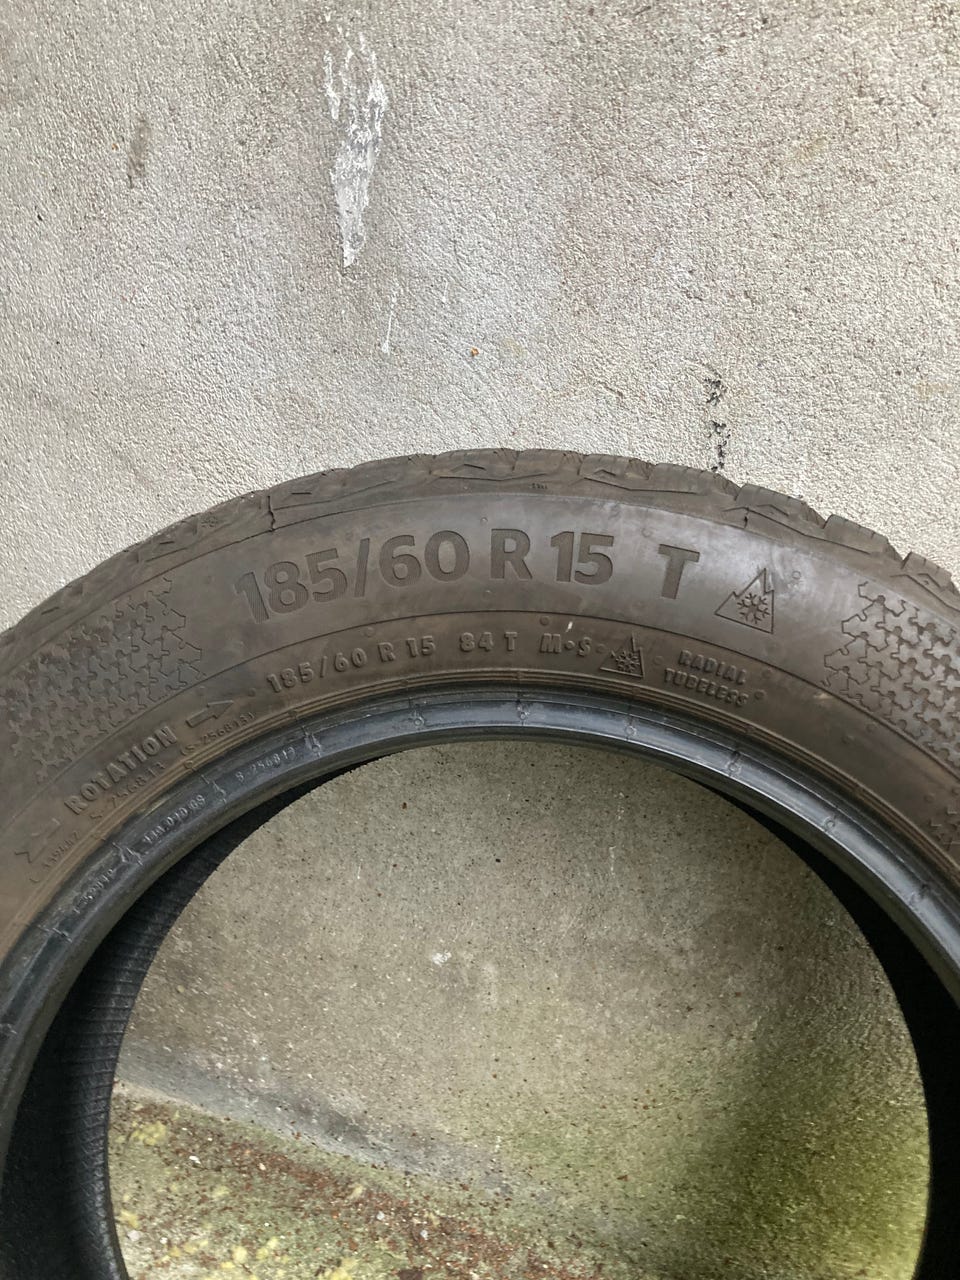 185/60 R 15 T
185/60 R 15 84 T M•S
RADIAL
TUBELESS
ROTATION